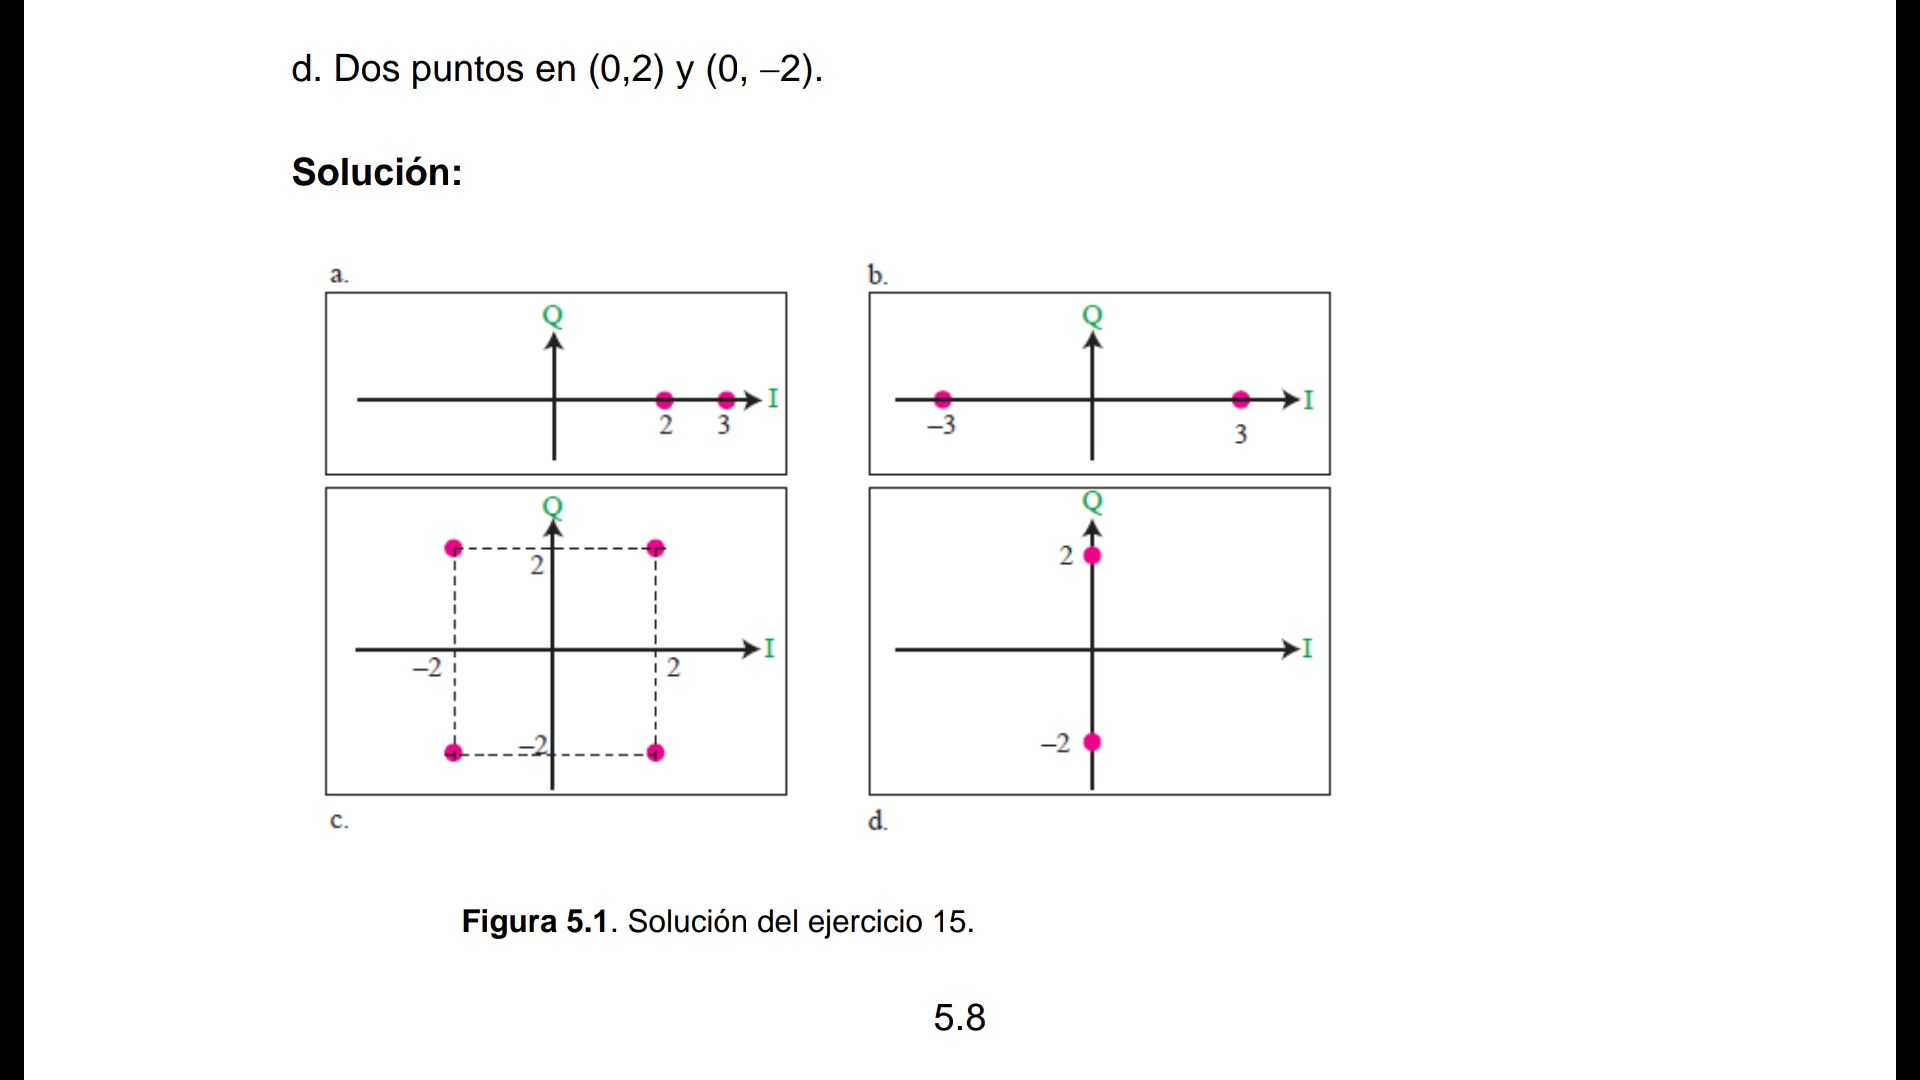 d. Dos puntos en (0,2) y (0, –2).
Solución:
a.
b.
Q
I
2 3
Q
I
–3
3
Q
2
I
–2
2
–2
Q
2
I
–2
c.
d.
Figura 5.1. Solución del ejercicio 15.
5.8